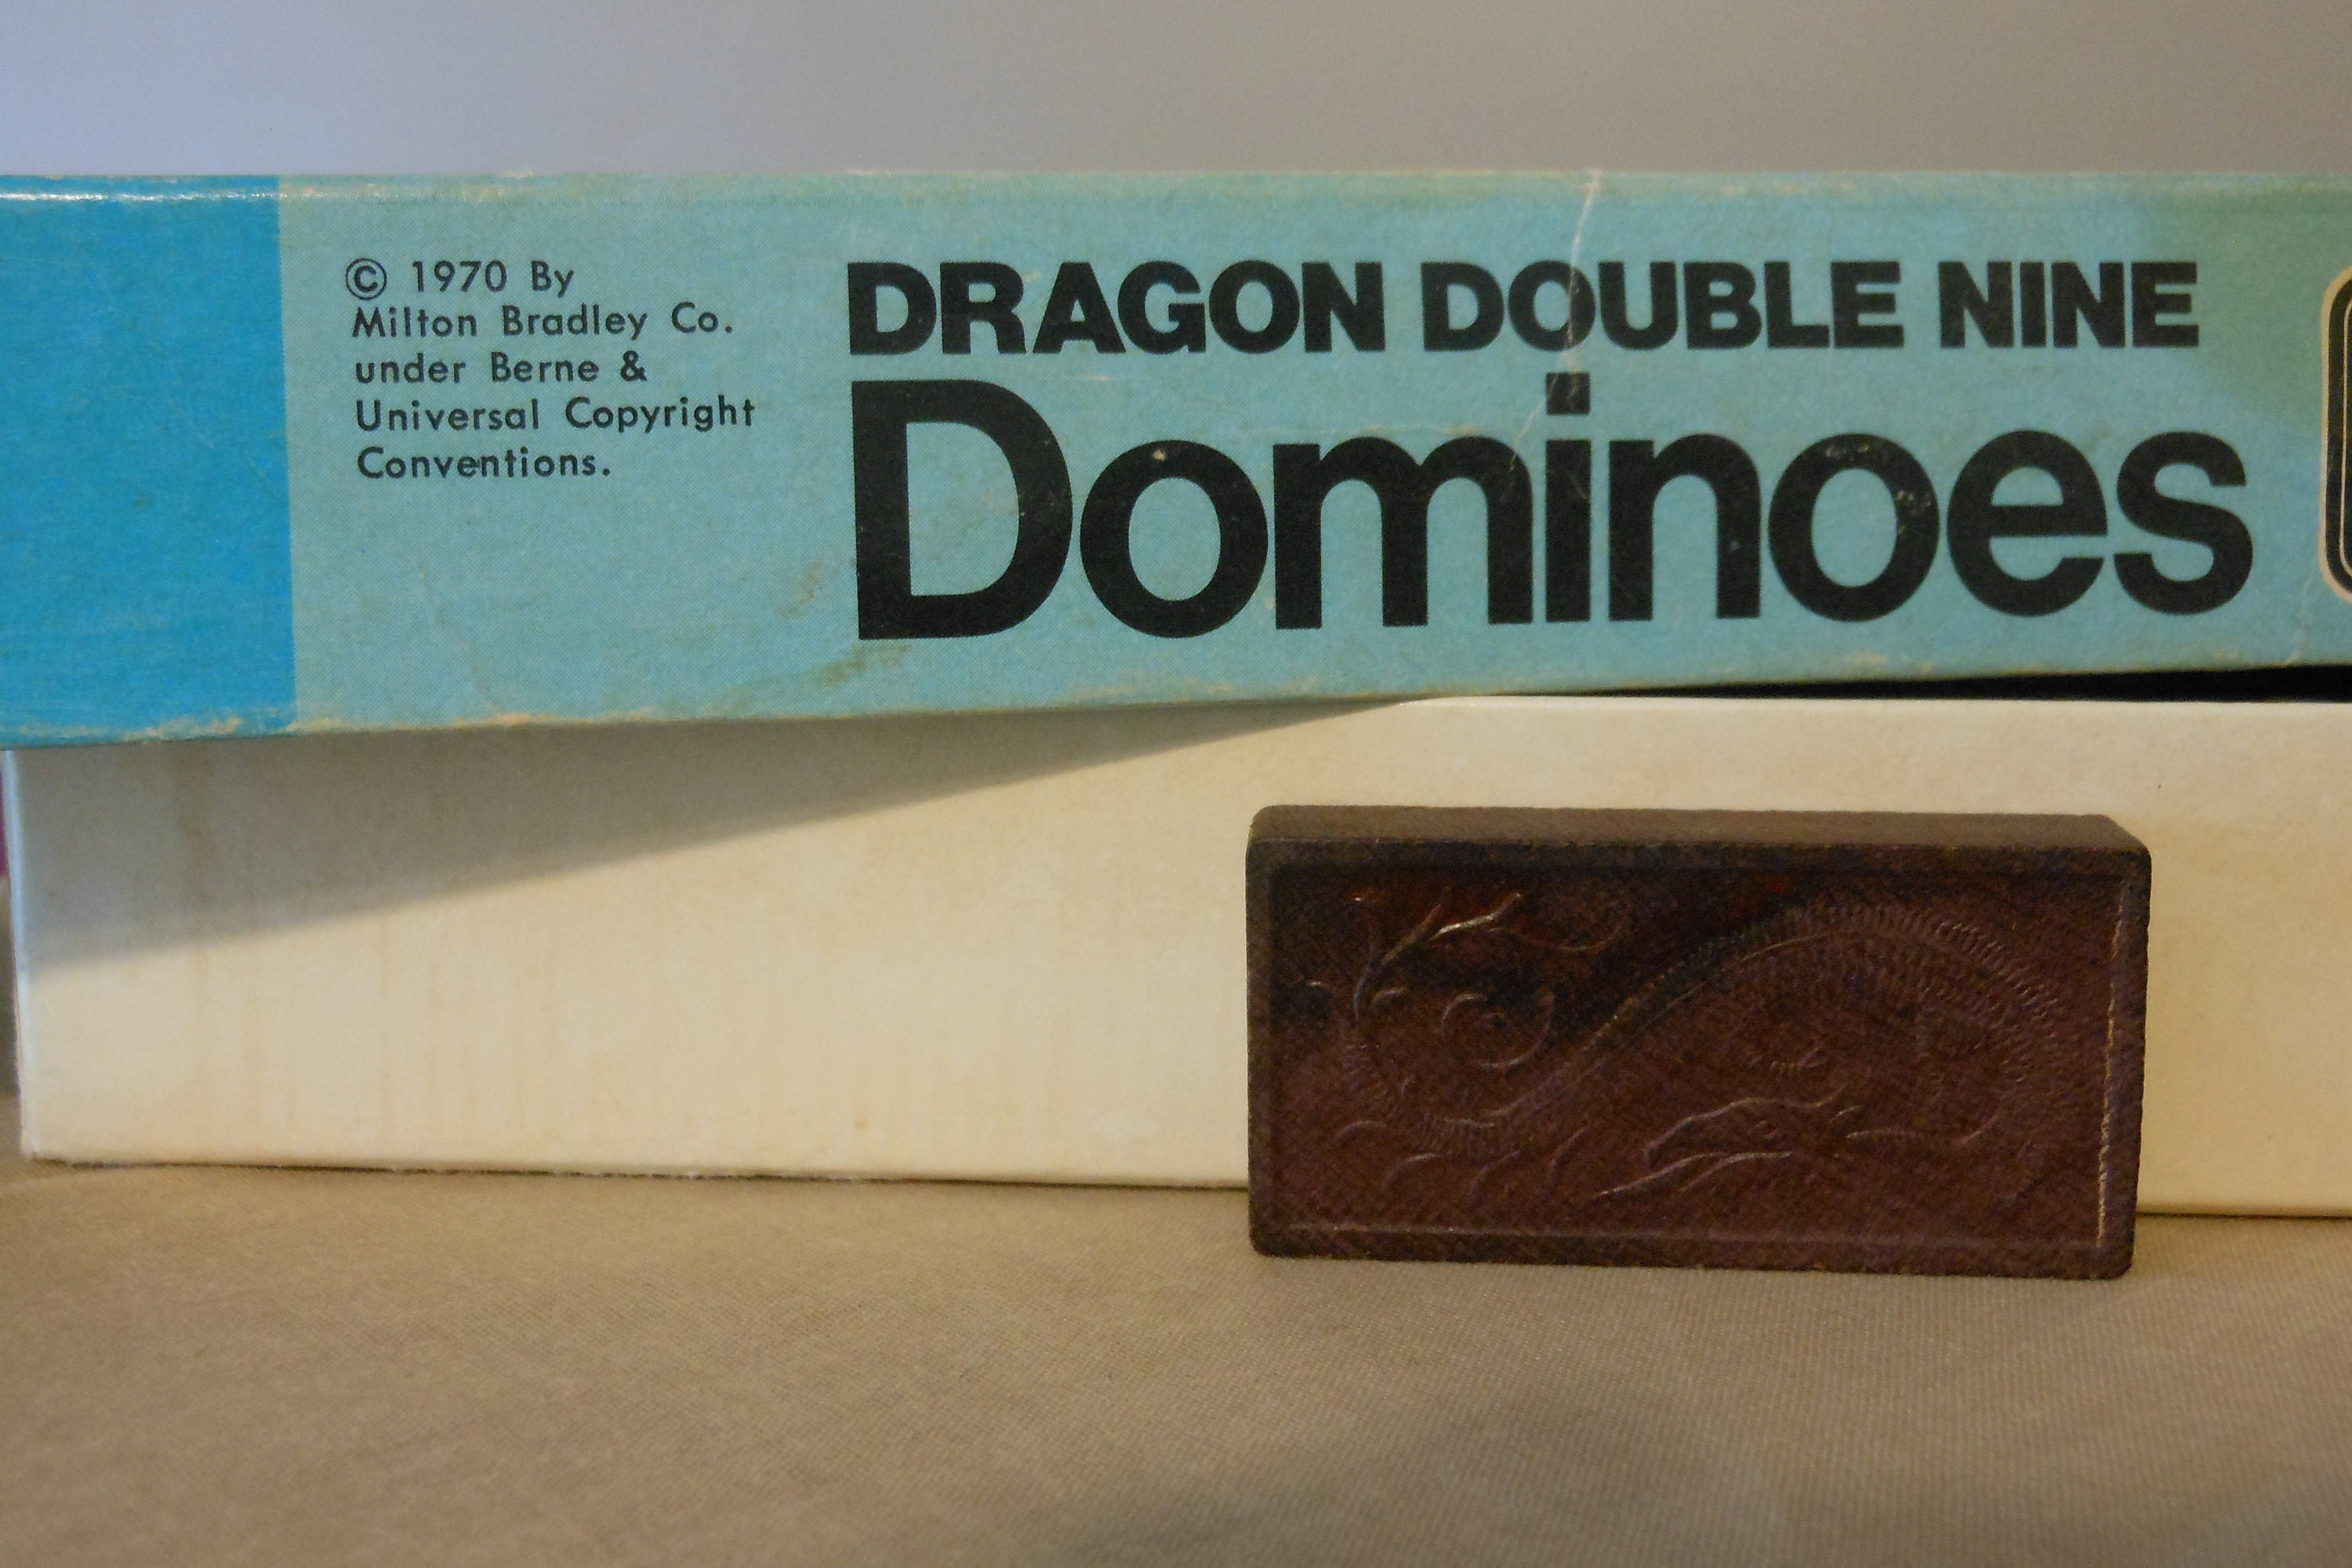 © 1970 By
Milton Bradley Co.
under Berne &
Universal Copyright
Conventions.
DRAGON DOUBLE NINE
Dominoes